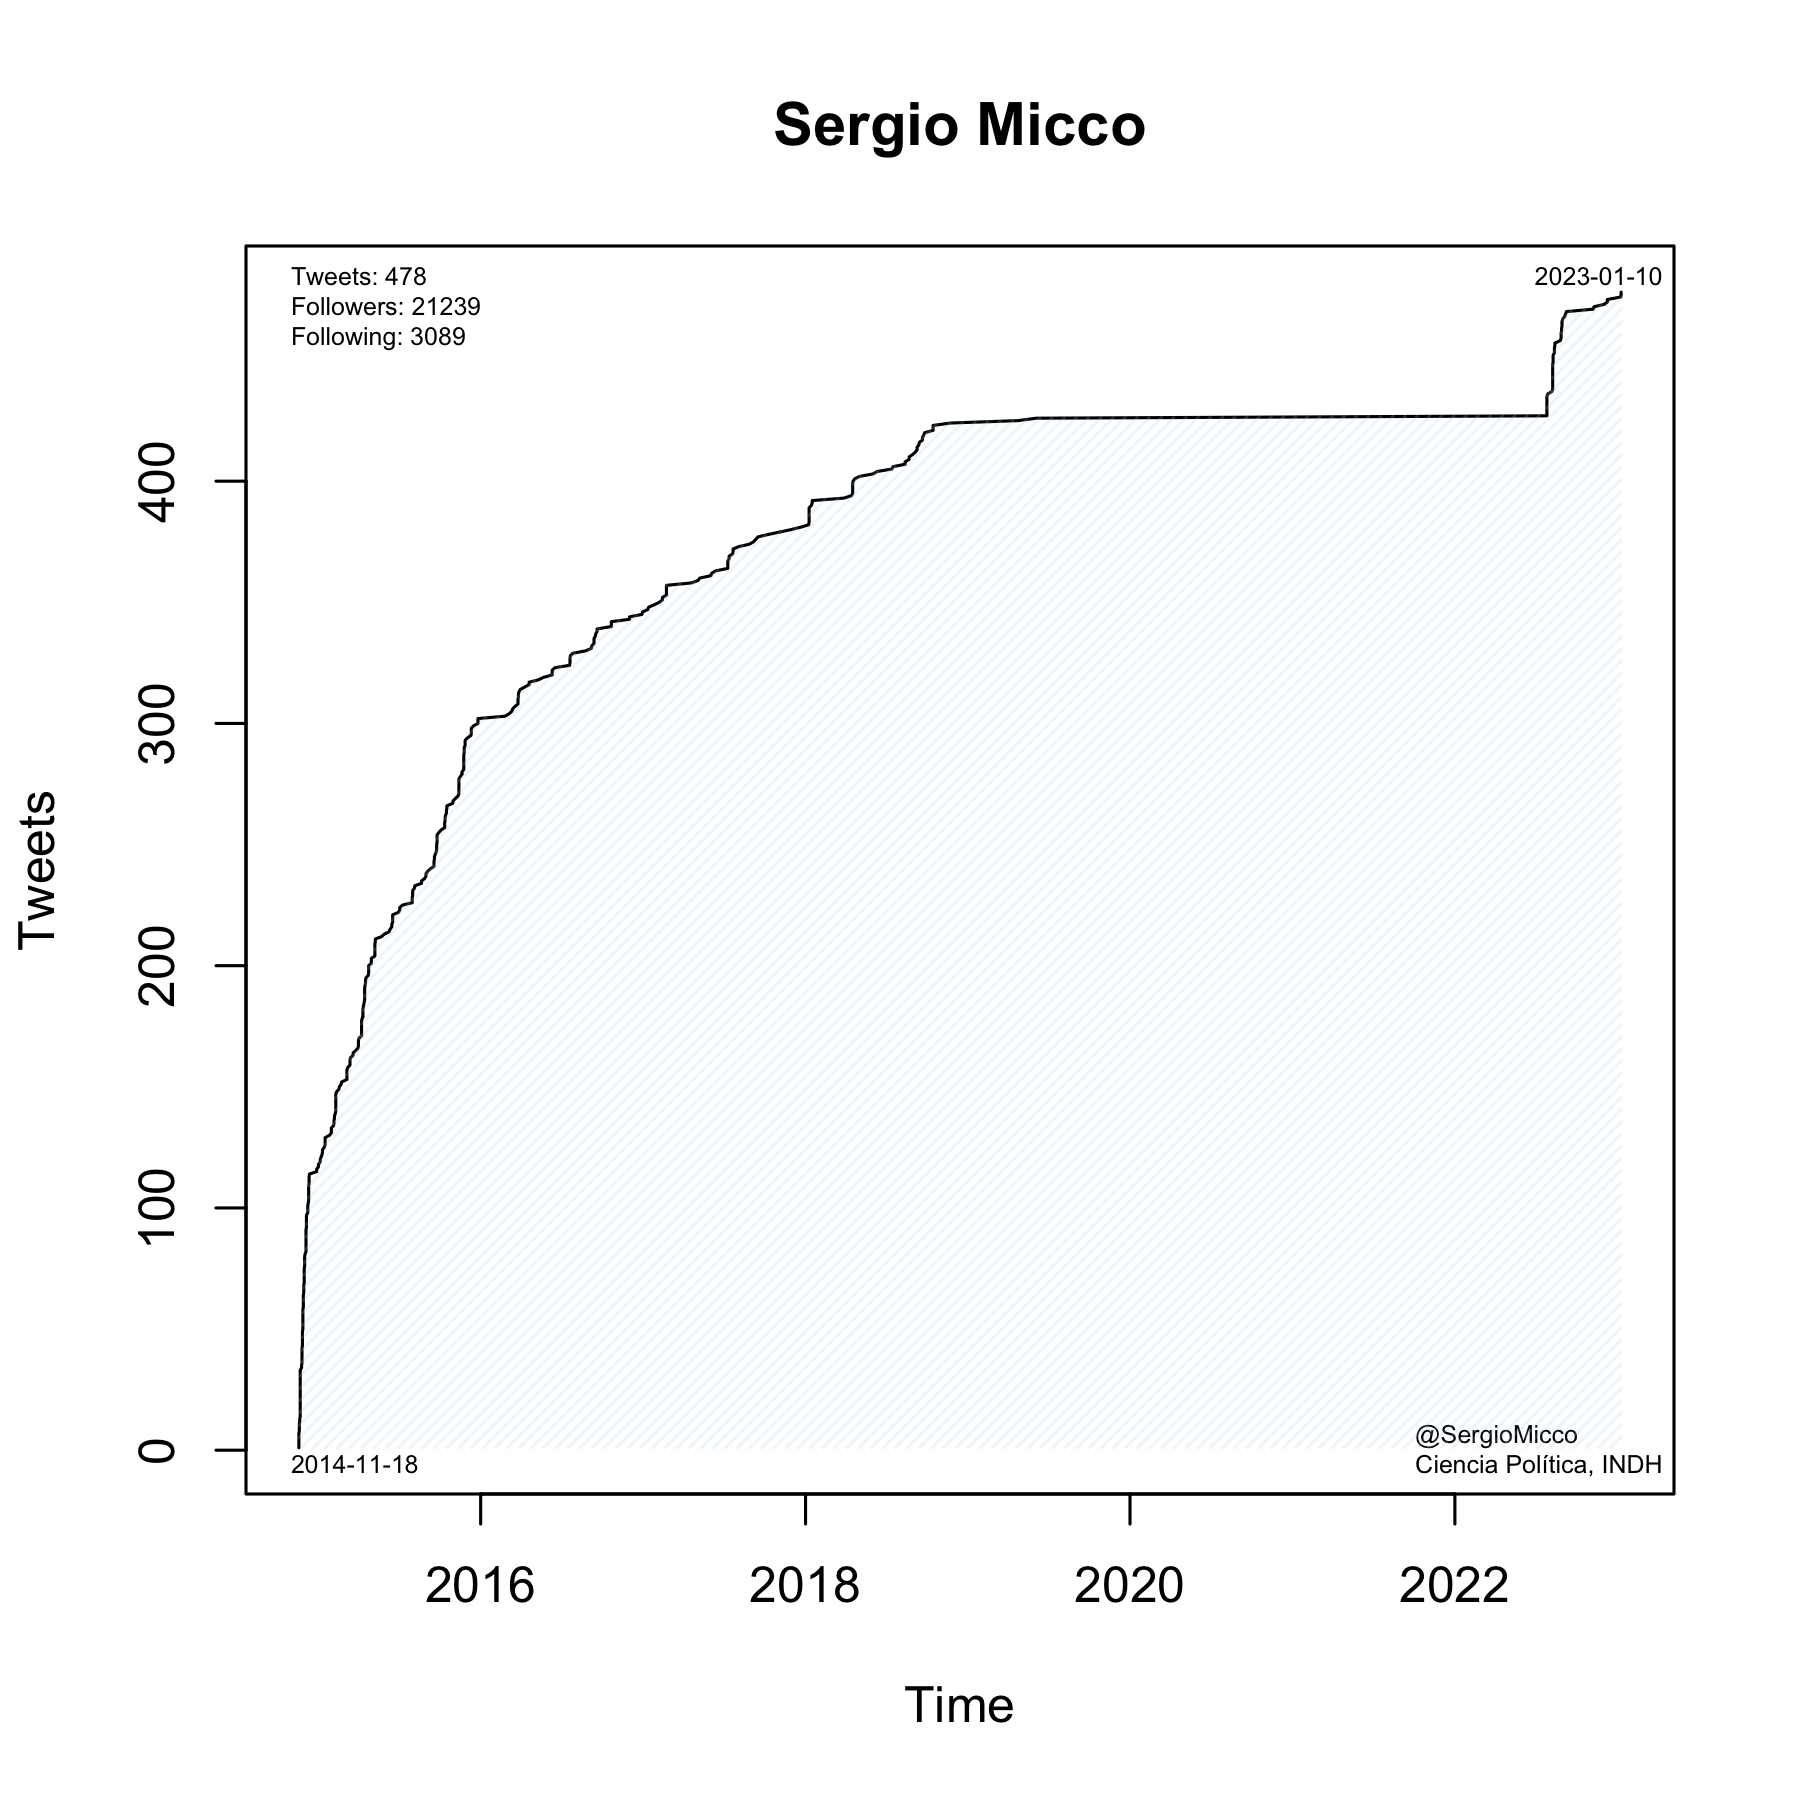 Sergio Micco
Tweets: 478
Followers: 21239
Following: 3089
2023-01-10
400
300
200
100
0
Tweets
@SergioMicco
Ciencia Política, INDH
2014-11-18
2016
2018
2020
2022
Time